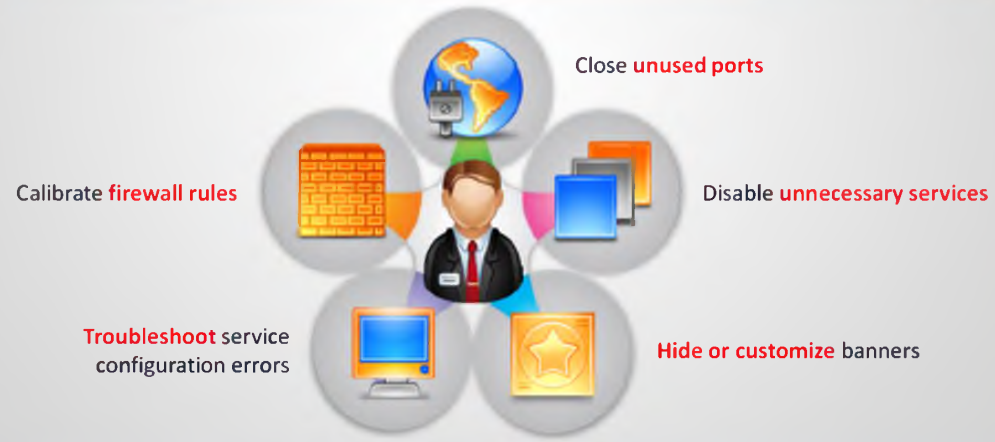 Close unused ports
Calibrate firewall rules
Disable unnecessary services
Troubleshoot service
configuration errors
Hide or customize banners